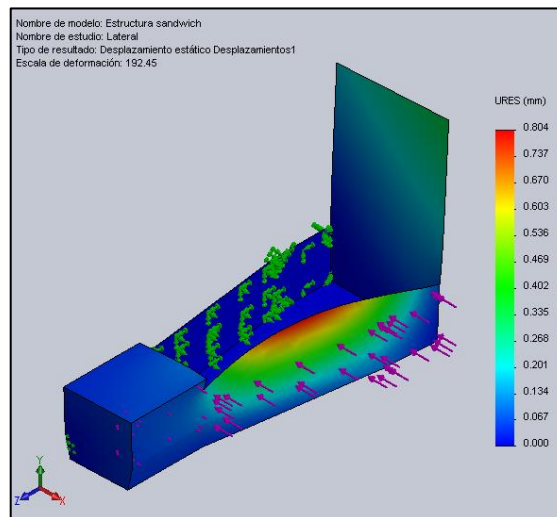 Nombre de modelo: Estructura sandwich
Nombre de estudio: Lateral
Tipo de resultado: Desplazamiento estático Desplazamientos1
Escala de deformación: 192.45
URES (mm)
0.804
0.737
0.670
0.603
0.536
0.469
0.402
0.335
0.268
0.201
0.134
0.067
0.000
Y
Z
X